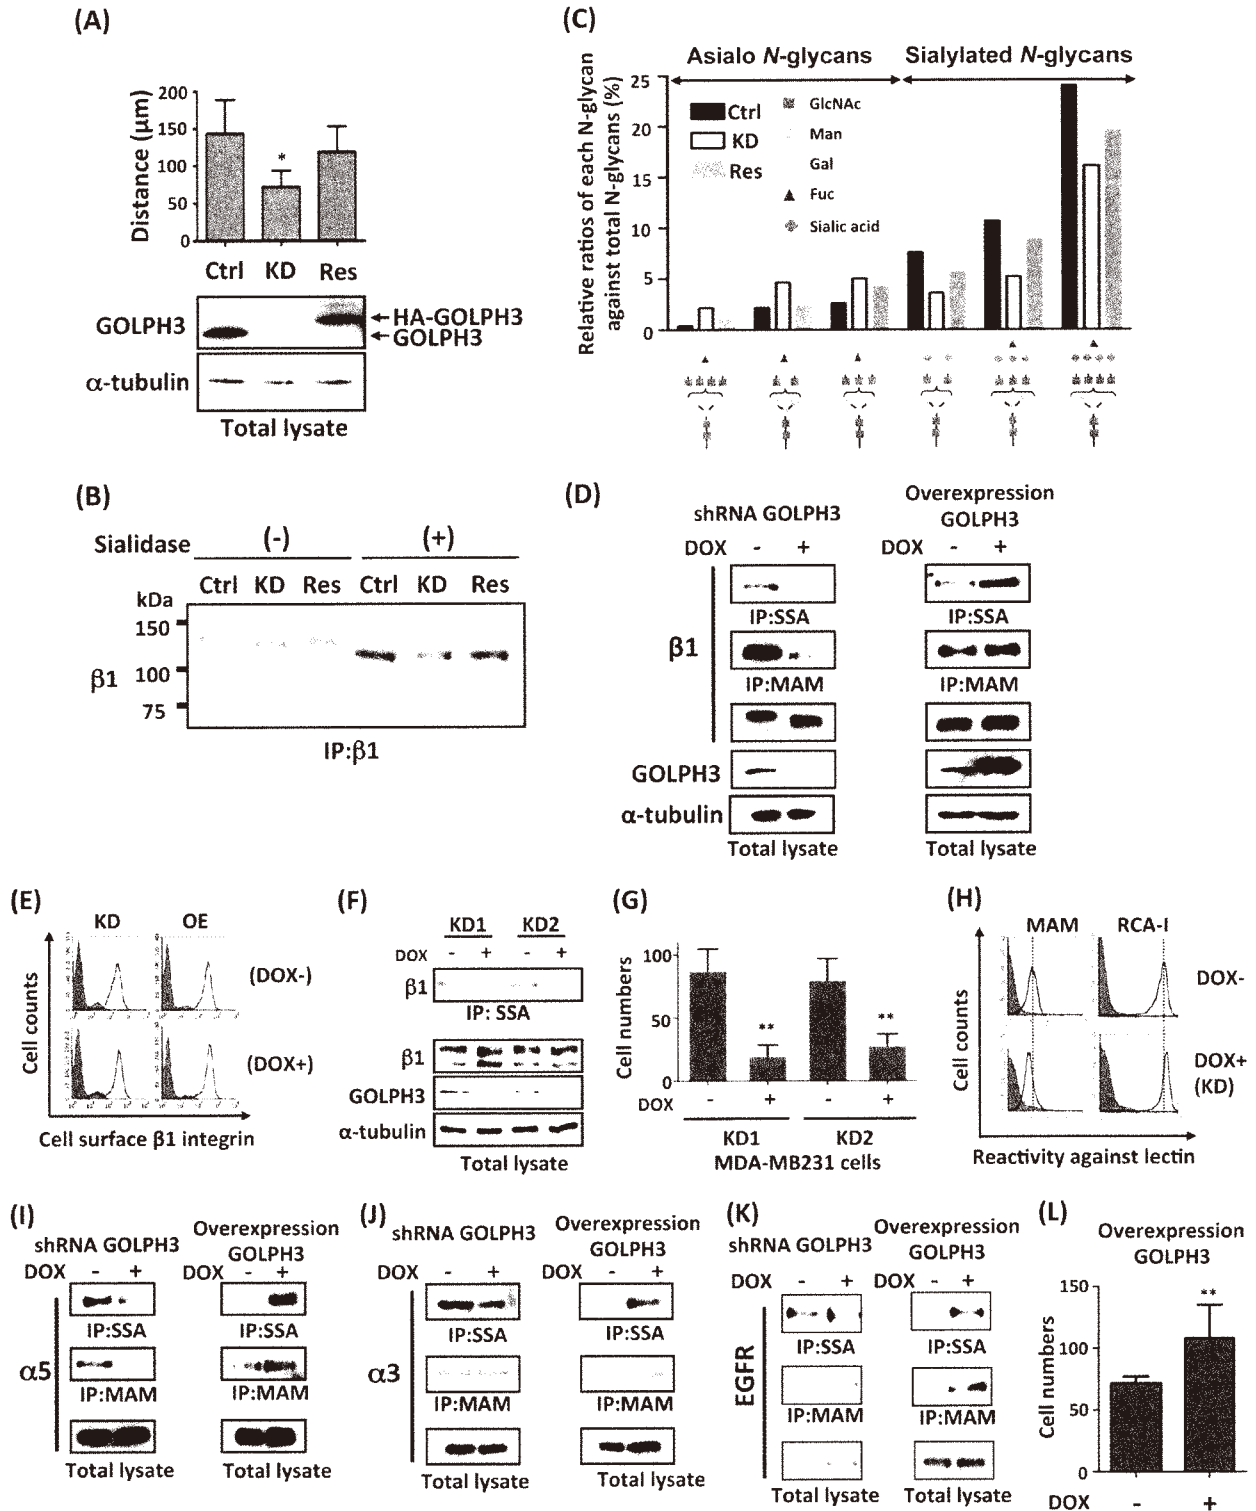 (A)
Distance (µm)
200
150
100
50
0
*
Ctrl KD Res
GOLPH3
HA-GOLPH3
GOLPH3
α-tubulin
Total lysate
(B)
Sialidase (-) (+)
Ctrl KD Res Ctrl KD Res
kDa
150
100
75
β1
IP:β1
(C)
Asialo N-glycans Sialylated N-glycans
Relative ratios of each N-glycan
against total N-glycans (%)
25
20
15
10
5
0
Ctrl
KD
Res
GlcNAc
Man
Gal
Fuc
Sialic acid
(D)
shRNA GOLPH3
Overexpression
GOLPH3
DOX - +
DOX - +
β1
IP:SSA
IP:SSA
IP:MAM
IP:MAM
GOLPH3
α-tubulin
Total lysate
Total lysate
(E)
KD OE
(DOX-)
(DOX+)
Cell counts
Cell surface β1 integrin
(F)
KD1 KD2
DOX - + - +
β1
IP: SSA
β1
GOLPH3
α-tubulin
Total lysate
(G)
Cell numbers
100
50
0
**
**
DOX - + - +
KD1 KD2
MDA-MB231 cells
(H)
MAM RCA-I
DOX-
DOX+
(KD)
Cell counts
Reactivity against lectin
(I)
shRNA GOLPH3
Overexpression
GOLPH3
DOX - +
DOX - +
α5
IP:SSA
IP:SSA
IP:MAM
IP:MAM
Total lysate
Total lysate
(J)
shRNA GOLPH3
Overexpression
GOLPH3
DOX - +
DOX - +
α3
IP:SSA
IP:SSA
IP:MAM
IP:MAM
Total lysate
Total lysate
(K)
shRNA GOLPH3
Overexpression
GOLPH3
DOX - +
DOX - +
EGFR
IP:SSA
IP:SSA
IP:MAM
IP:MAM
Total lysate
Total lysate
(L)
Overexpression
GOLPH3
Cell numbers
150
100
50
0
**
DOX - +